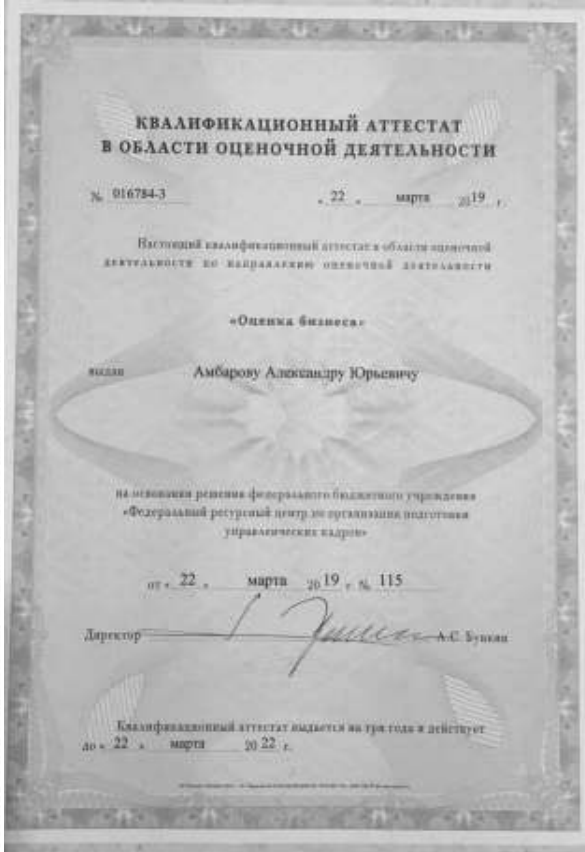 КВАЛИФИКАЦИОННЫЙ АТТЕСТАТ
В ОБЛАСТИ ОЦЕНОЧНОЙ ДЕЯТЕЛЬНОСТИ
№ 016784-3 « 22 » марта 2019 г.
Настоящий квалификационный аттестат в области оценочной
деятельности по направлению оценочной деятельности
«Оценка бизнеса»
выдан Амбарову Александру Юрьевичу
на основании решения федерального бюджетного учреждения
«Федеральный ресурсный центр по организации подготовки
управленческих кадров»
от « 22 » марта 2019 г. № 115
Директор А.С. Бункин
Квалификационный аттестат выдается на три года и действует
до « 22 » марта 2022 г.